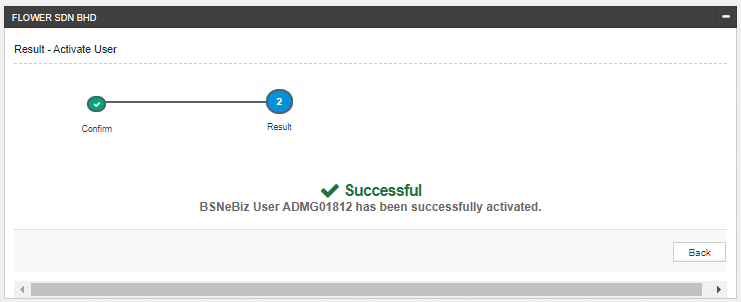 FLOWER SDN BHD
Result - Activate User
2
Confirm
Result
Successful
BSNeBiz User ADMG01812 has been successfully activated.
Back